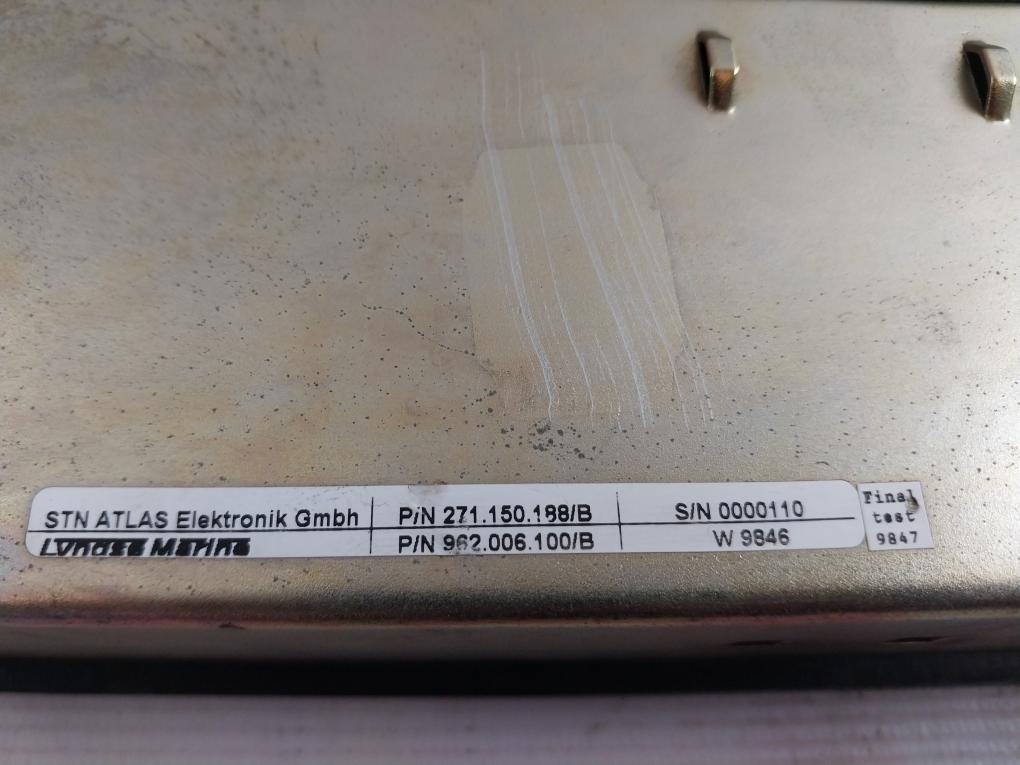 STN ATLAS Elektronik Gmbh P/N 271.150.188/B S/N 0000110
Lyngsø Marine P/N 962.006.100/B W 9846
Final
test
9847